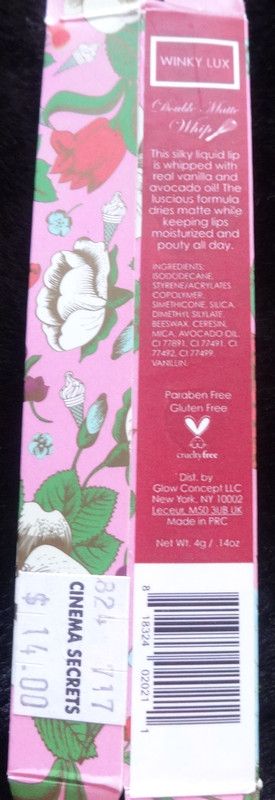 WINKY LUX
Double Matte
Whip
This silky liquid lip
is whipped with
real vanilla and
avocado oil! The
luscious formula
dries matte while
keeping lips
moisturized and
pouty all day.
INGREDIENTS:
ISODODECANE,
STYRENE/ACRYLATES
COPOLYMER,
SIMETHICONE, SILICA
DIMETHYL SILYLATE,
BEESWAX, CERESIN,
MICA, AVOCADO OIL,
CI 77891, CI 77491, CI
77492, CI 77499,
VANILLIN.
Paraben Free
Gluten Free
crueltyfree
Dist. by
Glow Concept LLC
New York, NY 10002
Leceur, M50 3UB UK
Made in PRC
Net Wt. 4g / .14oz
8 18324 02021 1
824 717
CINEMA SECRETS
$ 14.00